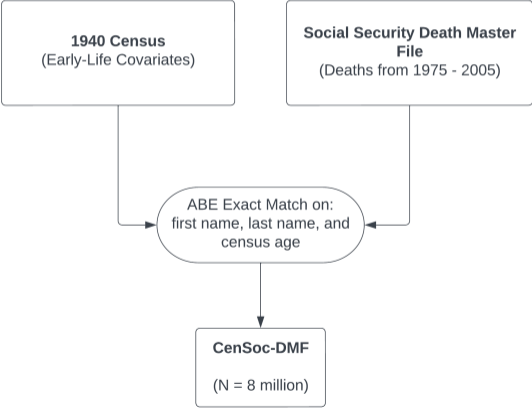 1940 Census
(Early-Life Covariates)
Social Security Death Master
File
(Deaths from 1975 - 2005)
ABE Exact Match on:
first name, last name, and
census age
CenSoc-DMF
(N = 8 million)